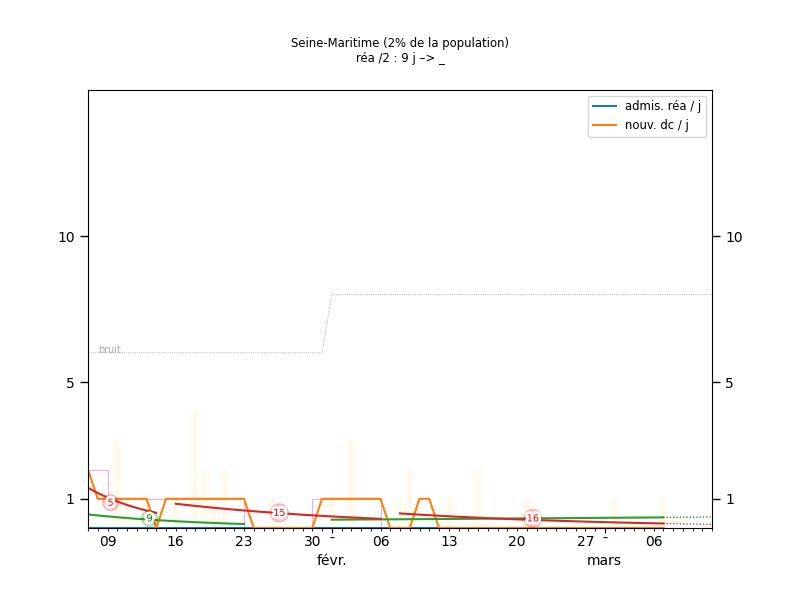 Seine-Maritime (2% de la population)
réa /2 : 9 j –> _
admis. réa / j
nouv. dc / j
10 10
bruit
5 5
1 1
5 9 15 16
09 16 23 30 - 06 13 20 27 - 06
févr. mars